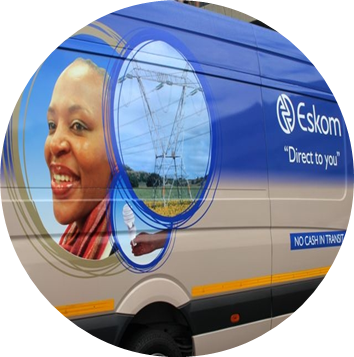 Eskom
“Direct to you”
NO CASH IN TRANSIT